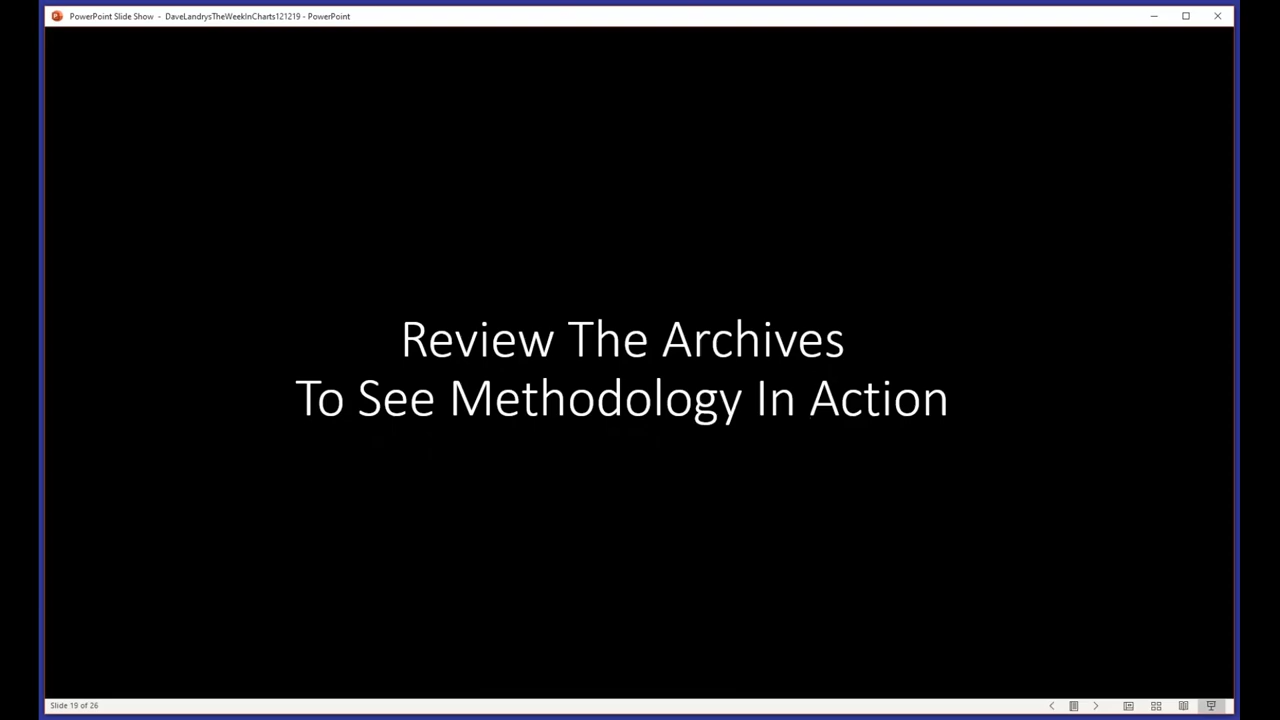 PowerPoint Slide Show - DaveLandrysTheWeekInCharts121219 - PowerPoint
Review The Archives
To See Methodology In Action
Slide 19 of 26